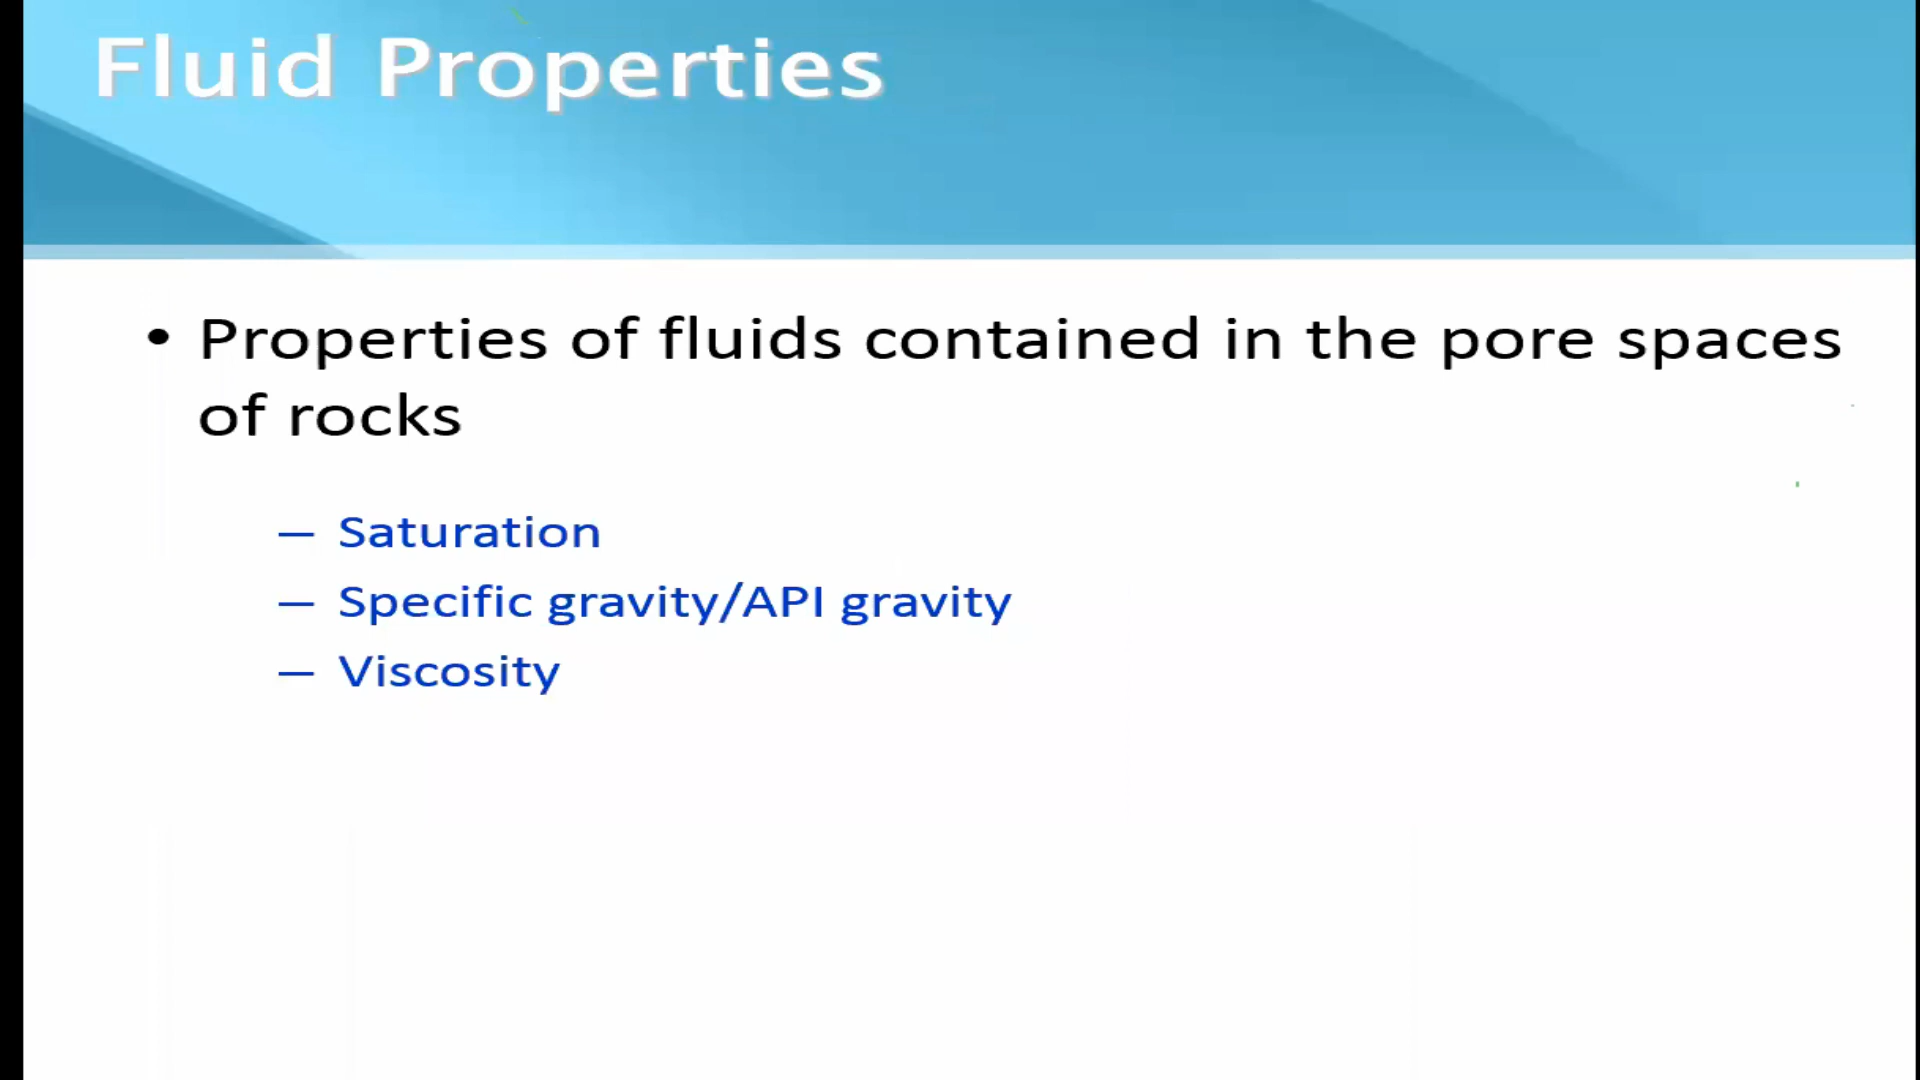 Fluid Properties
• Properties of fluids contained in the pore spaces
of rocks
— Saturation
— Specific gravity/API gravity
— Viscosity